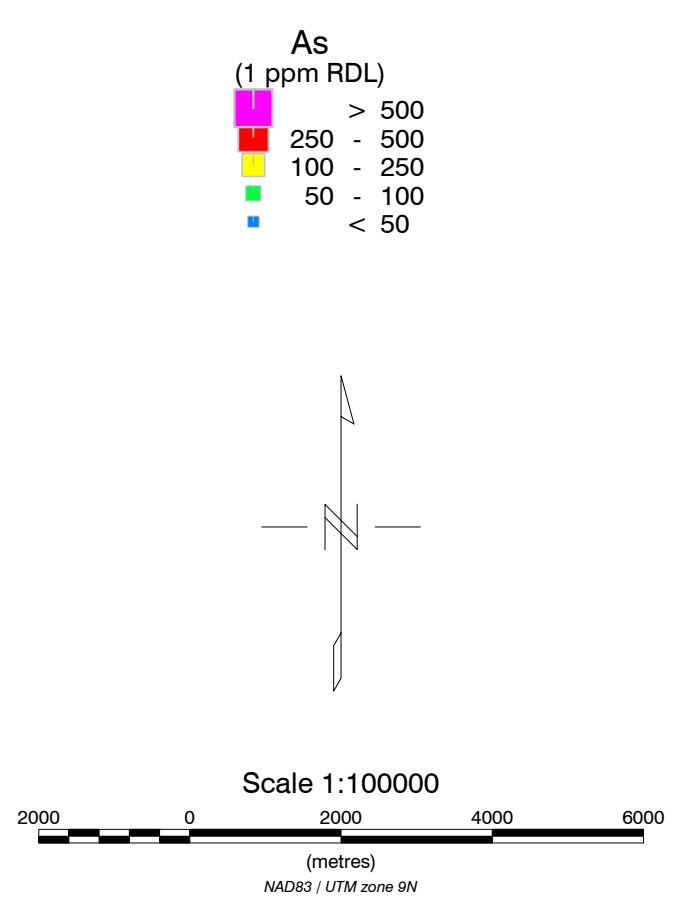 As
(1 ppm RDL)
> 500
250 - 500
100 - 250
50 - 100
< 50
N
Scale 1:100000
2000 0 2000 4000 6000
(metres)
NAD83 / UTM zone 9N